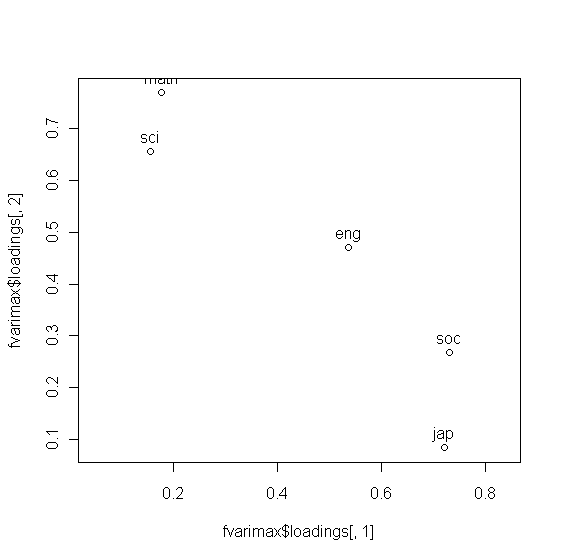 math
sci
eng
soc
jap
0.1 0.2 0.3 0.4 0.5 0.6 0.7
fvarimax$loadings[, 2]
0.2 0.4 0.6 0.8
fvarimax$loadings[, 1]